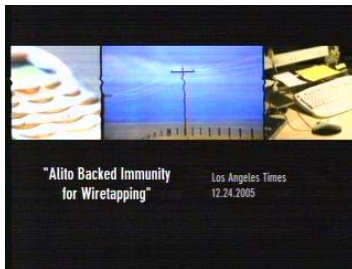 "Alito Backed Immunity
for Wiretapping"
Los Angeles Times
12.24.2005